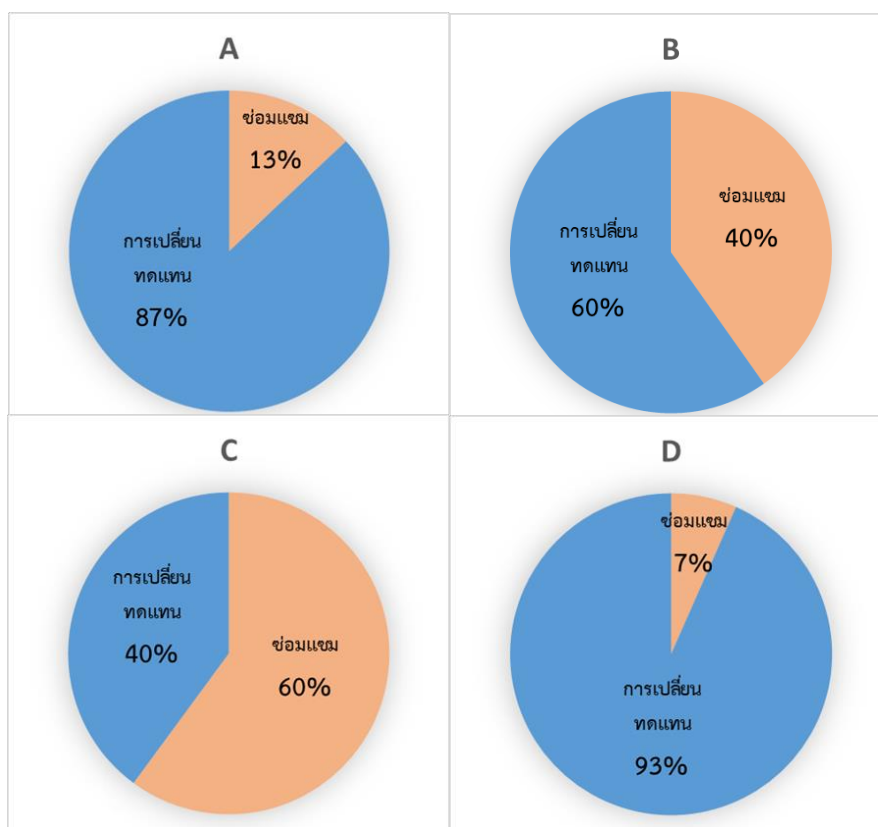 A
ซ่อมแซม
13%
การเปลี่ยน
ทดแทน
87%
B
ซ่อมแซม
40%
การเปลี่ยน
ทดแทน
60%
C
การเปลี่ยน
ทดแทน
40%
ซ่อมแซม
60%
D
ซ่อมแซม
7%
การเปลี่ยน
ทดแทน
93%